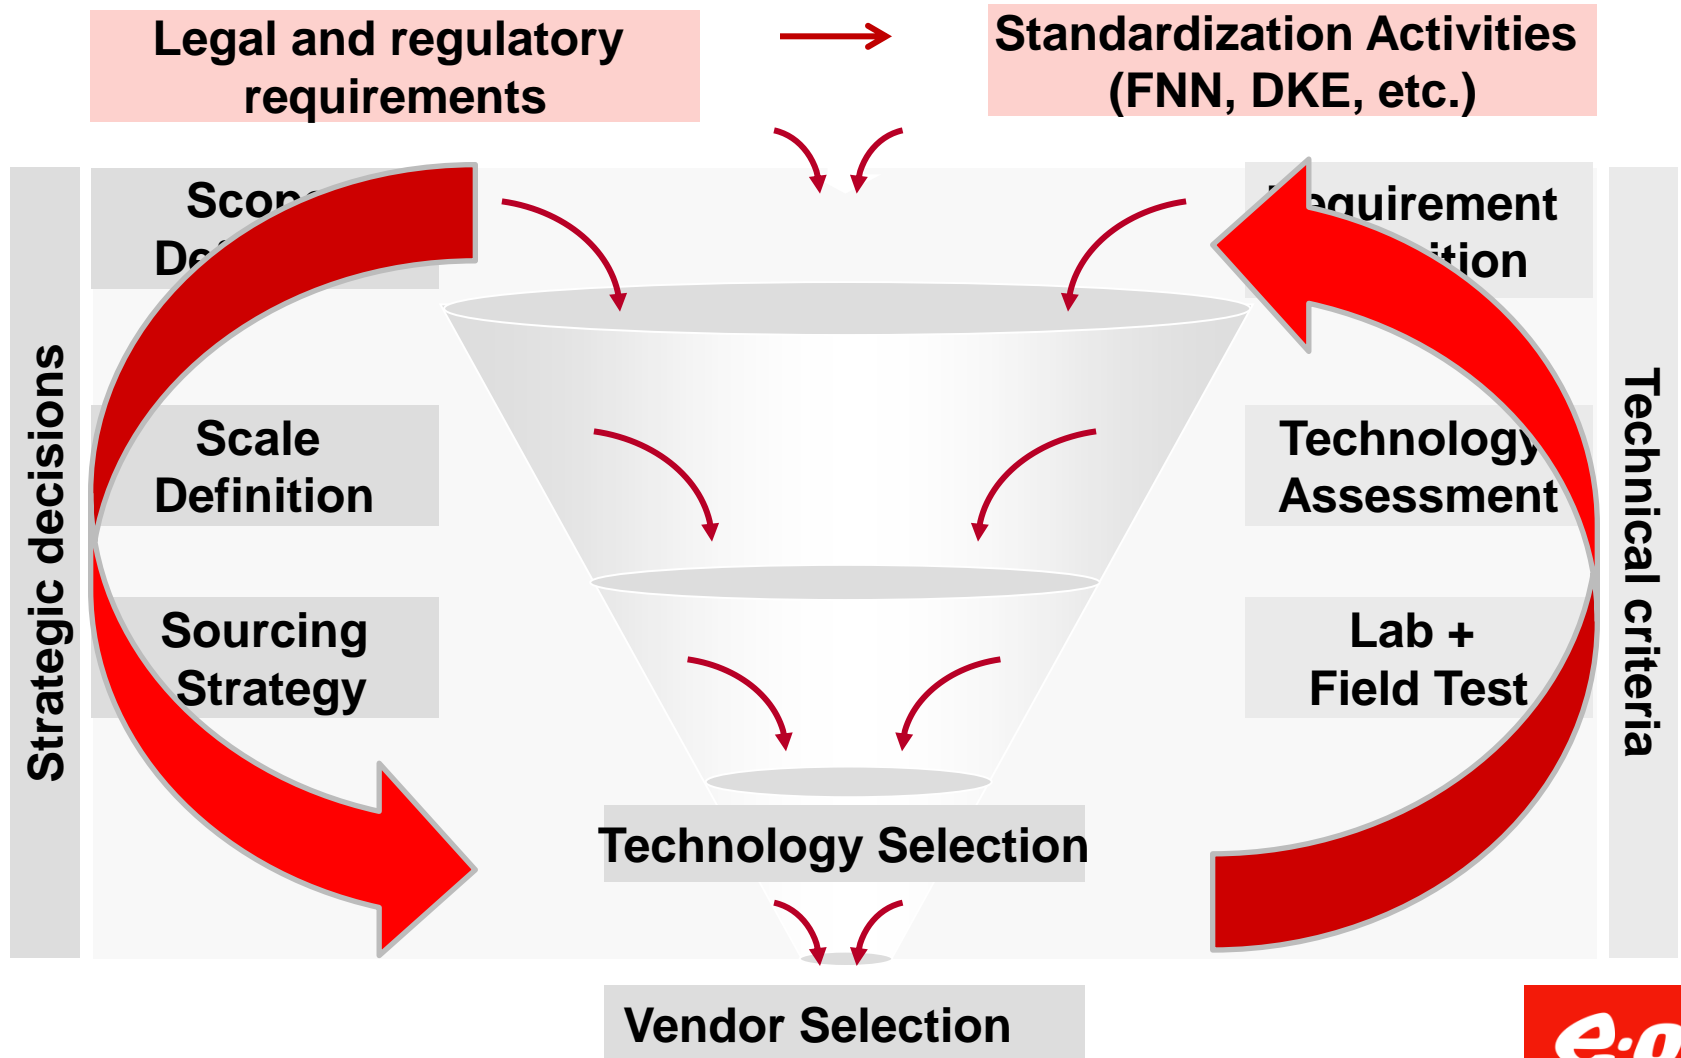 Legal and regulatory
requirements
Standardization Activities
(FNN, DKE, etc.)
Strategic decisions
Scale
Definition
Sourcing
Strategy
Technology
Assessment
Lab +
Field Test
Technical criteria
Technology Selection
Vendor Selection